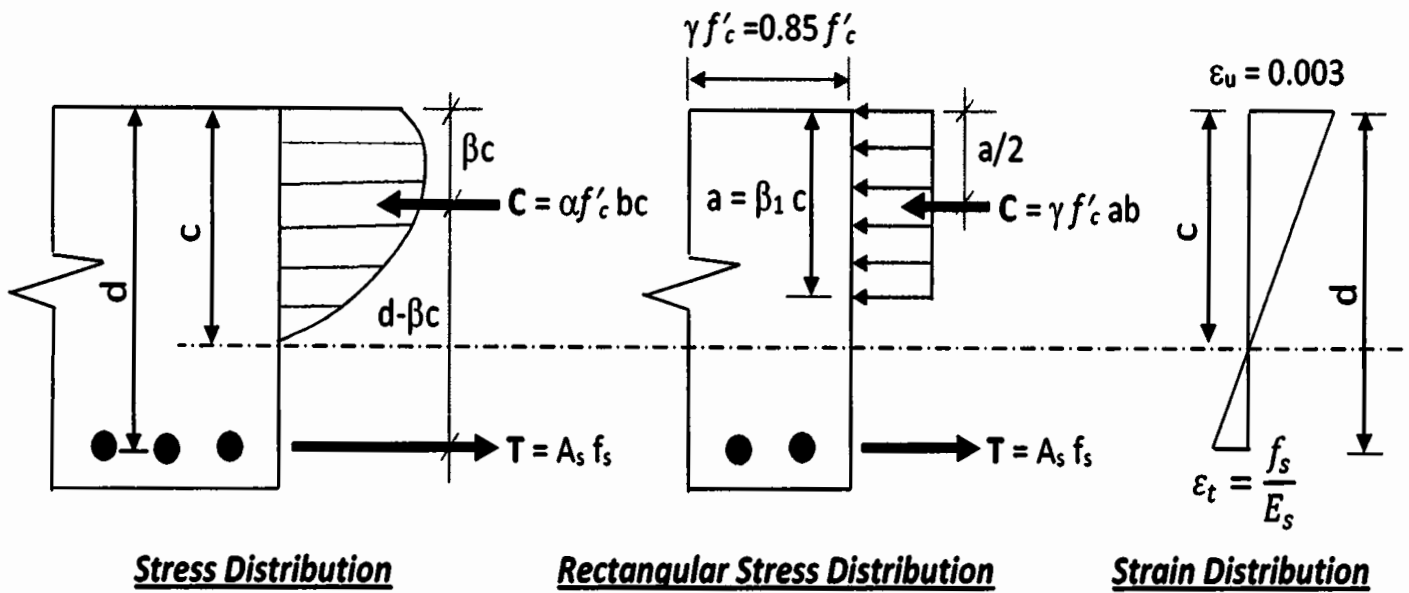 γ f′c =0.85 f′c
εu = 0.003
βc
C = αf′c bc
c
d
d-βc
T = As fs
a = β1 c
a/2
C = γ f′c ab
T = As fs
c
d
εt = fs/Es
Stress Distribution
Rectangular Stress Distribution
Strain Distribution